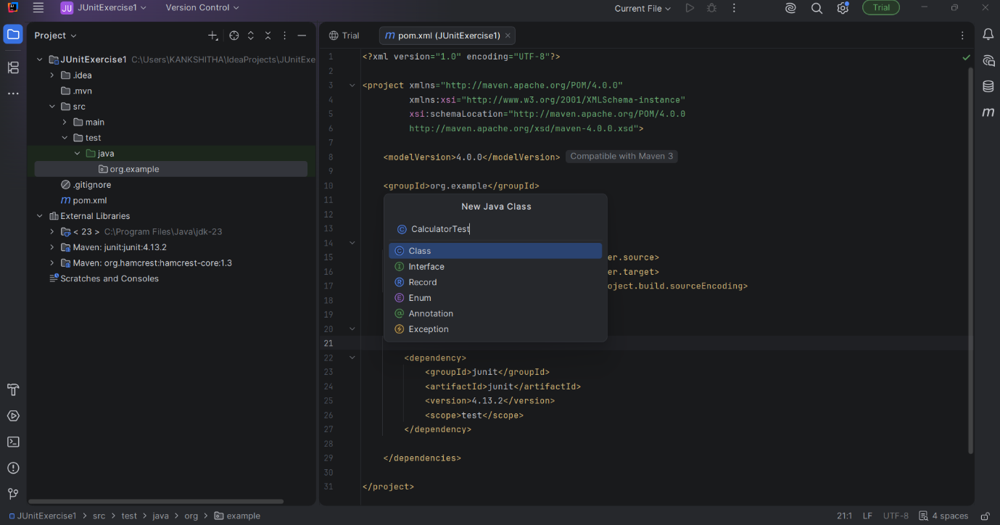 JU JUnitExercise1 Version Control Current File Trial
Project
Trial
pom.xml (JUnitExercise1)
JUnitExercise1 C:\Users\KANKSHITHA\IdeaProjects\JUnitExe
.idea
.mvn
src
main
test
java
org.example
.gitignore
pom.xml
External Libraries
< 23 > C:\Program Files\Java\jdk-23
Maven: junit:junit:4.13.2
Maven: org.hamcrest:hamcrest-core:1.3
Scratches and Consoles
1 <?xml version="1.0" encoding="UTF-8"?>
2
3 <project xmlns="http://maven.apache.org/POM/4.0.0"
4 xmlns:xsi="http://www.w3.org/2001/XMLSchema-instance"
5 xsi:schemaLocation="http://maven.apache.org/POM/4.0.0
6 http://maven.apache.org/xsd/maven-4.0.0.xsd">
7
8 <modelVersion>4.0.0</modelVersion> Compatible with Maven 3
9
10 <groupId>org.example</groupId>
11
12
13
14
15 er.source>
16 er.target>
17 oject.build.sourceEncoding>
18
19
20
21
22 <dependency>
23 <groupId>junit</groupId>
24 <artifactId>junit</artifactId>
25 <version>4.13.2</version>
26 <scope>test</scope>
27 </dependency>
28
29 </dependencies>
30
31 </project>
New Java Class
CalculatorTest
Class
Interface
Record
Enum
Annotation
Exception
JUnitExercise1 > src > test > java > org > example 21:1 LF UTF-8 4 spaces